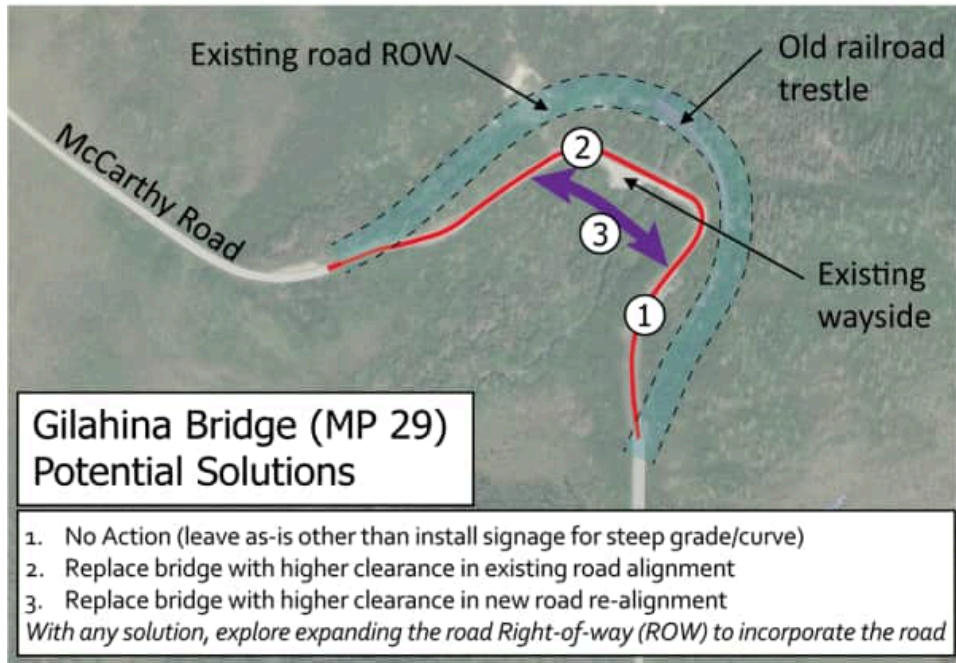 Existing road ROW
Old railroad
trestle
McCarthy Road
2
3
1
Existing
wayside
Gilahina Bridge (MP 29)
Potential Solutions
1. No Action (leave as-is other than install signage for steep grade/curve)
2. Replace bridge with higher clearance in existing road alignment
3. Replace bridge with higher clearance in new road re-alignment
With any solution, explore expanding the road Right-of-way (ROW) to incorporate the road